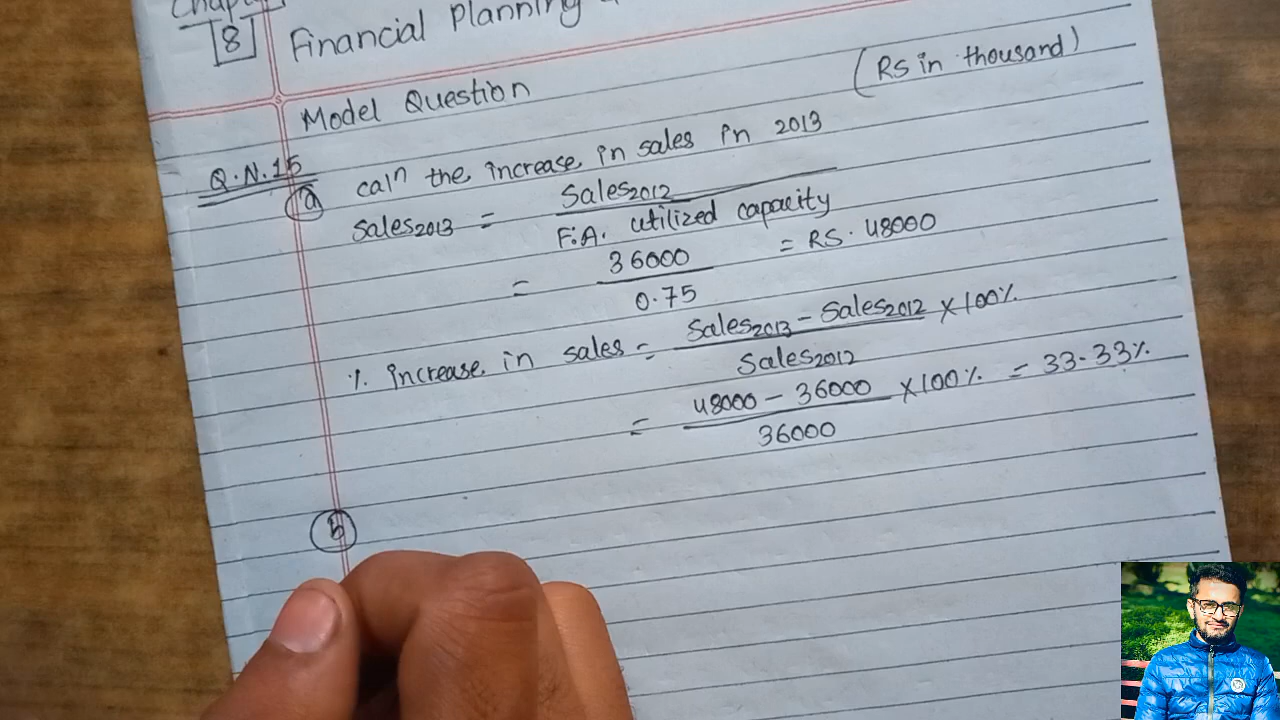 Chapter
8 Financial Planning
Model Question (RS in thousand)
Q.N.15
a calⁿ the increase in sales in 2013
Sales2013 = Sales2012
F.A. utilized capacity
= 36000 = RS. 48000
0.75
% increase in sales = Sales2013 - Sales2012 ×100%
Sales2012
= 48000 - 36000 ×100% = 33.33%
36000
b